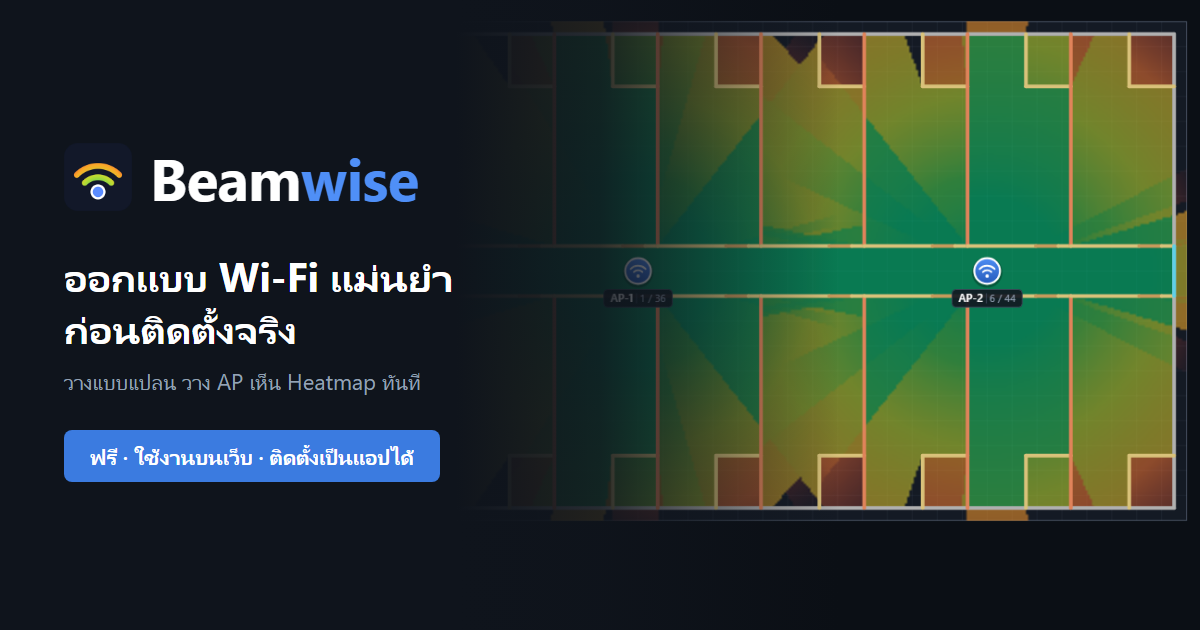 Beamwise
ออกแบบ Wi-Fi แม่นยำ
ก่อนติดตั้งจริง
วางแบบแปลน วาง AP เห็น Heatmap ทันที
ฟรี · ใช้งานบนเว็บ · ติดตั้งเป็นแอปได้
AP-1 1 / 36
AP-2 6 / 44